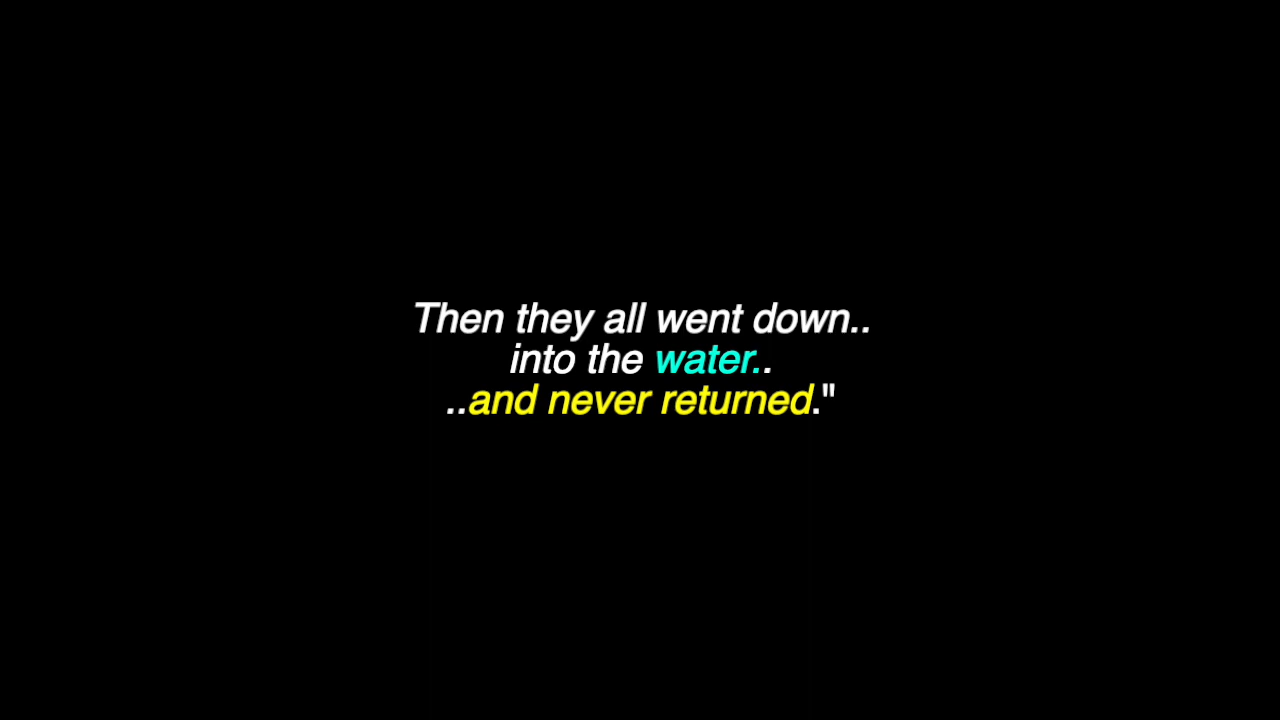 Then they all went down..
into the water..
..and never returned."